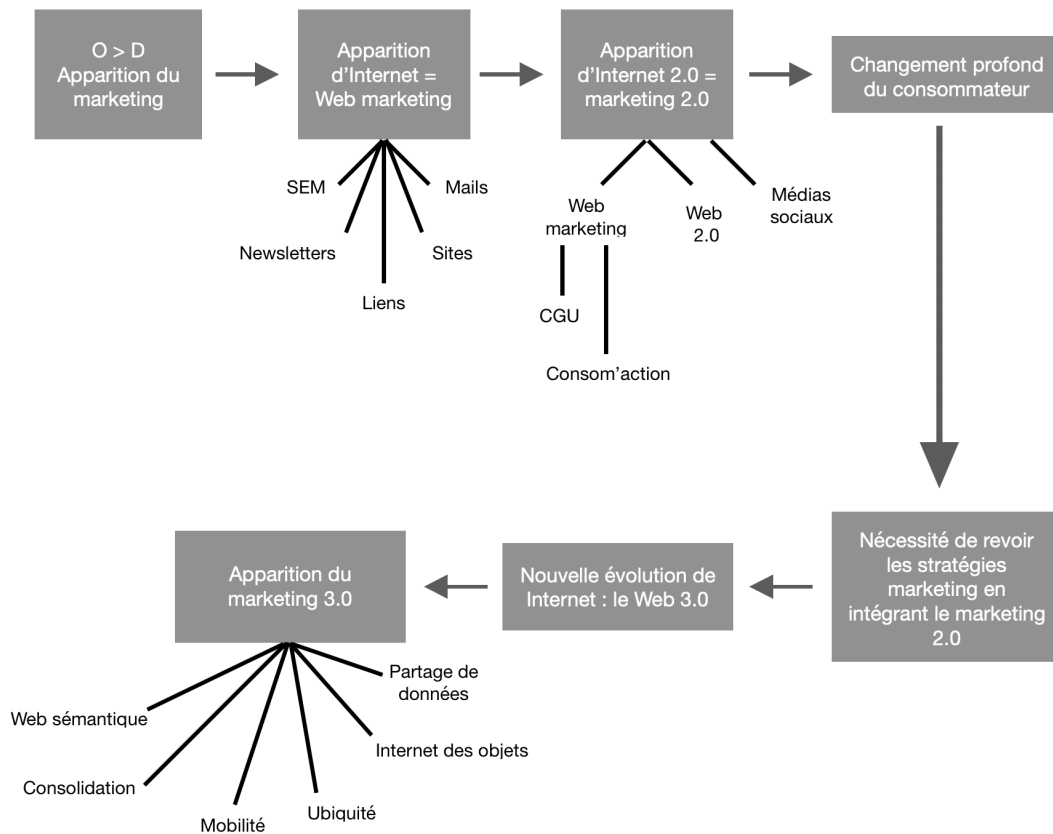 O > D
Apparition du
marketing
Apparition
d'Internet =
Web marketing
Apparition
d'Internet 2.0 =
marketing 2.0
Changement profond
du consommateur
SEM
Mails
Newsletters
Sites
Liens
Web
marketing
Web
2.0
Médias
sociaux
CGU
Consom'action
Nécessité de revoir
les stratégies
marketing en
intégrant le marketing
2.0
Nouvelle évolution de
Internet : le Web 3.0
Apparition du
marketing 3.0
Partage de
données
Web sémantique
Internet des objets
Consolidation
Ubiquité
Mobilité